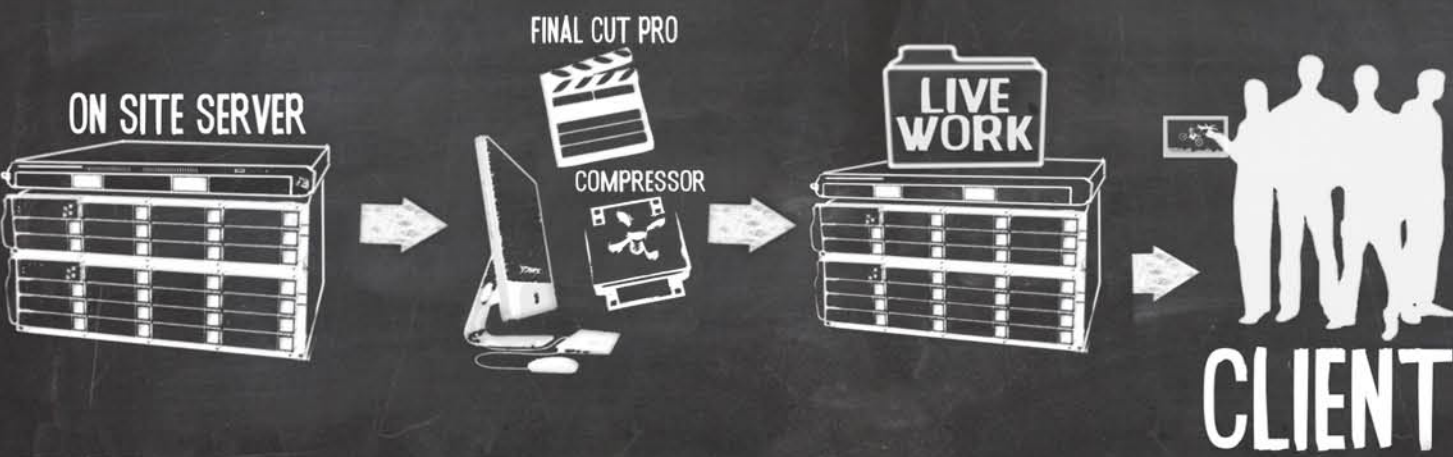 FINAL CUT PRO
ON SITE SERVER
LIVE
WORK
COMPRESSOR
CLIENT